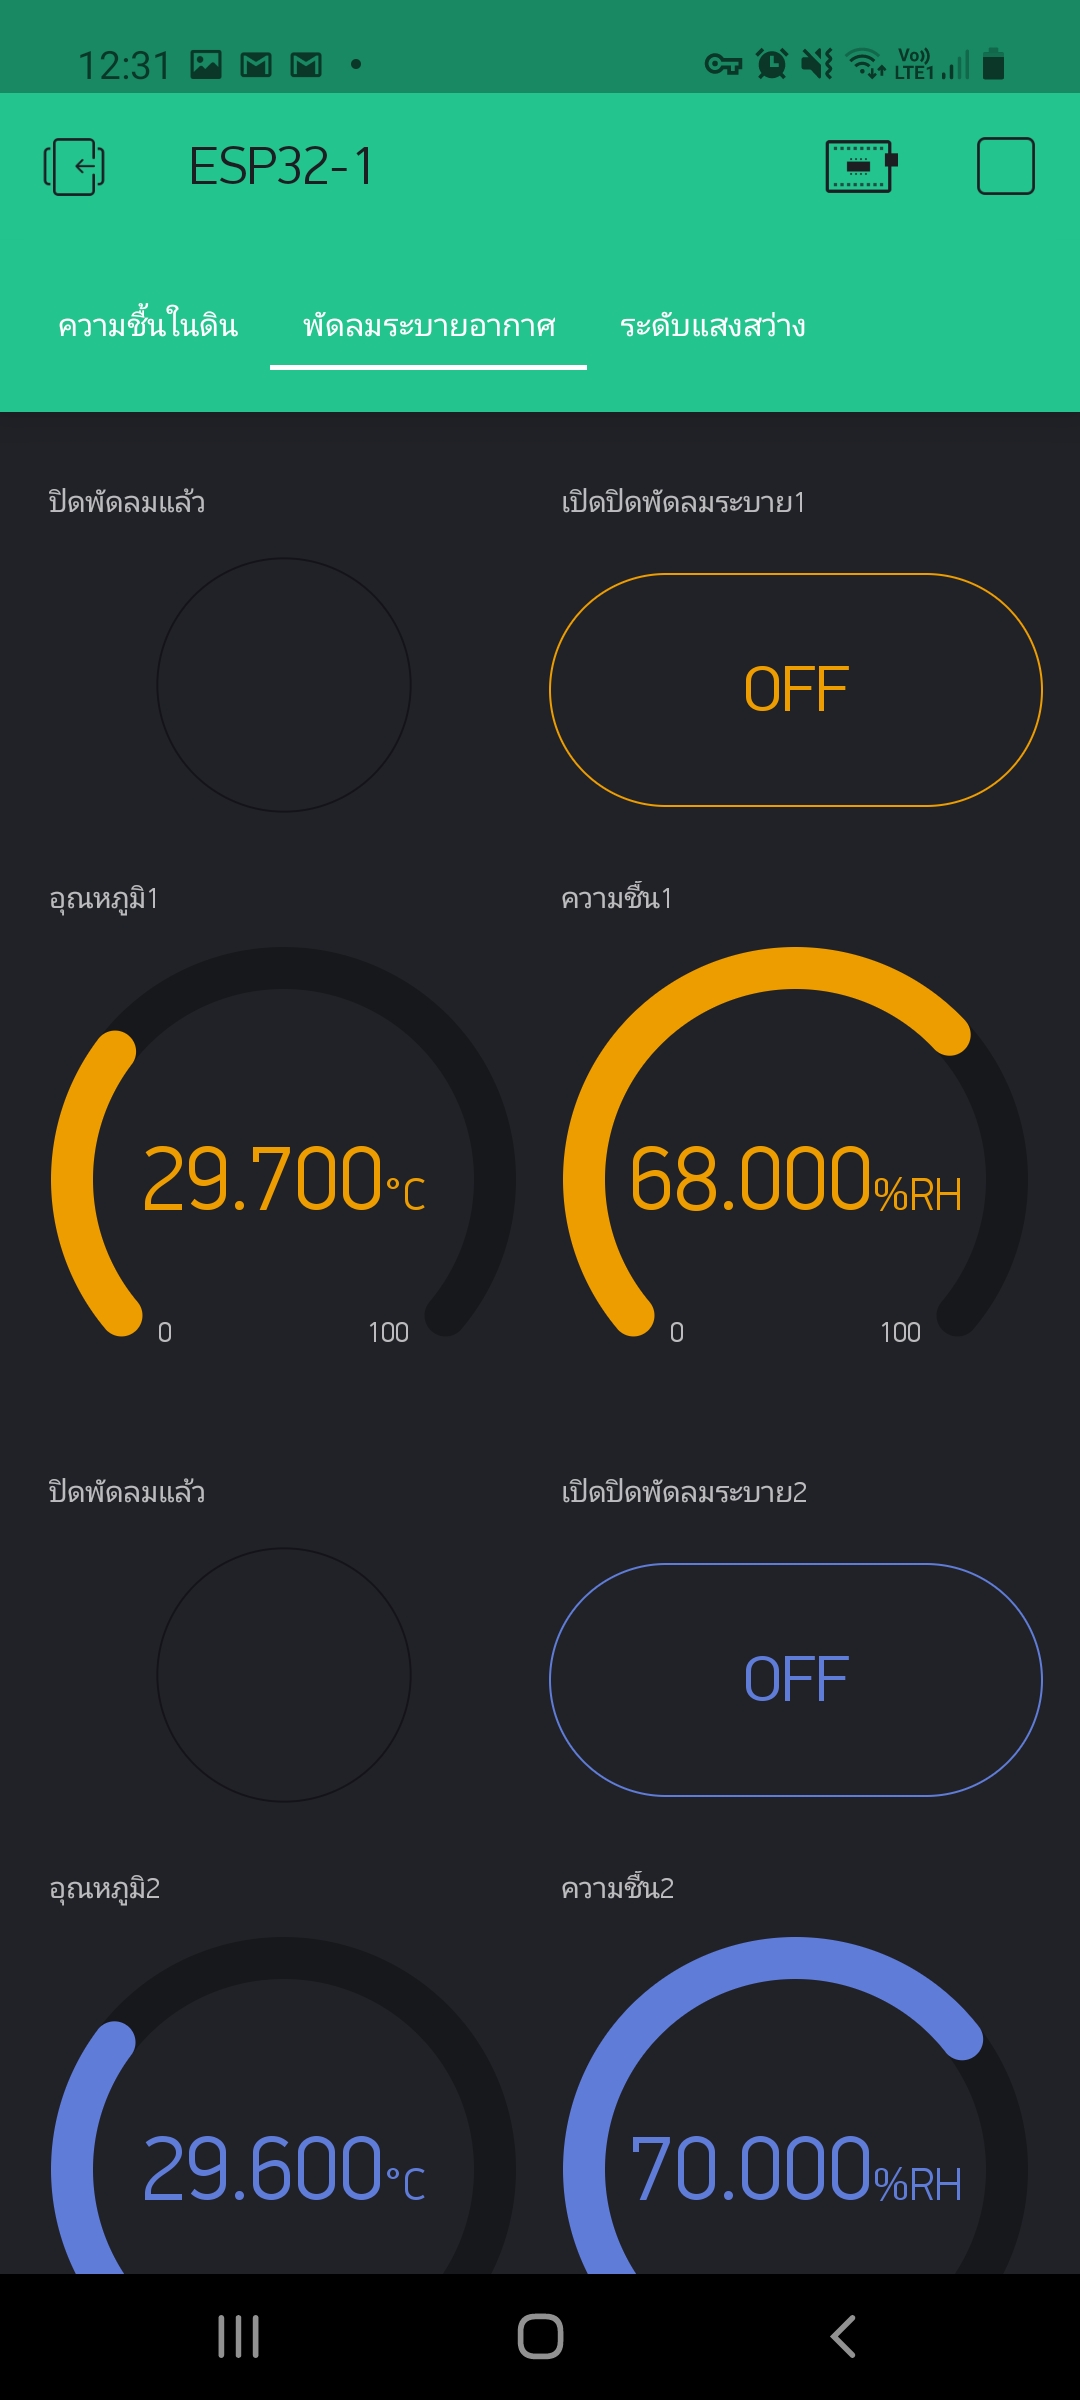 12:31 Vo)) LTE1
ESP32-1
ความชื้นในดิน พัดลมระบายอากาศ ระดับแสงสว่าง
ปิดพัดลมแล้ว เปิดปิดพัดลมระบาย1
OFF
อุณหภูมิ1 ความชื้น1
29.700°C 68.000%RH
0 100 0 100
ปิดพัดลมแล้ว เปิดปิดพัดลมระบาย2
OFF
อุณหภูมิ2 ความชื้น2
29.600°C 70.000%RH